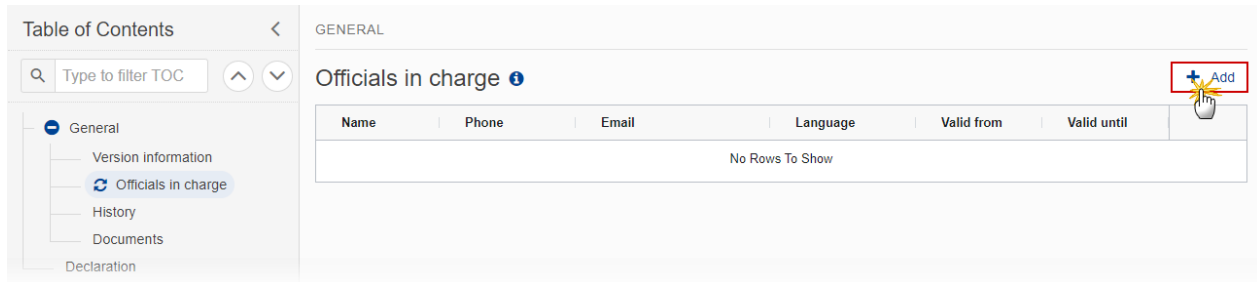 Table of Contents
Type to filter TOC
General
Version information
Officials in charge
History
Documents
Declaration
GENERAL
Officials in charge
Add
Name Phone Email Language Valid from Valid until
No Rows To Show